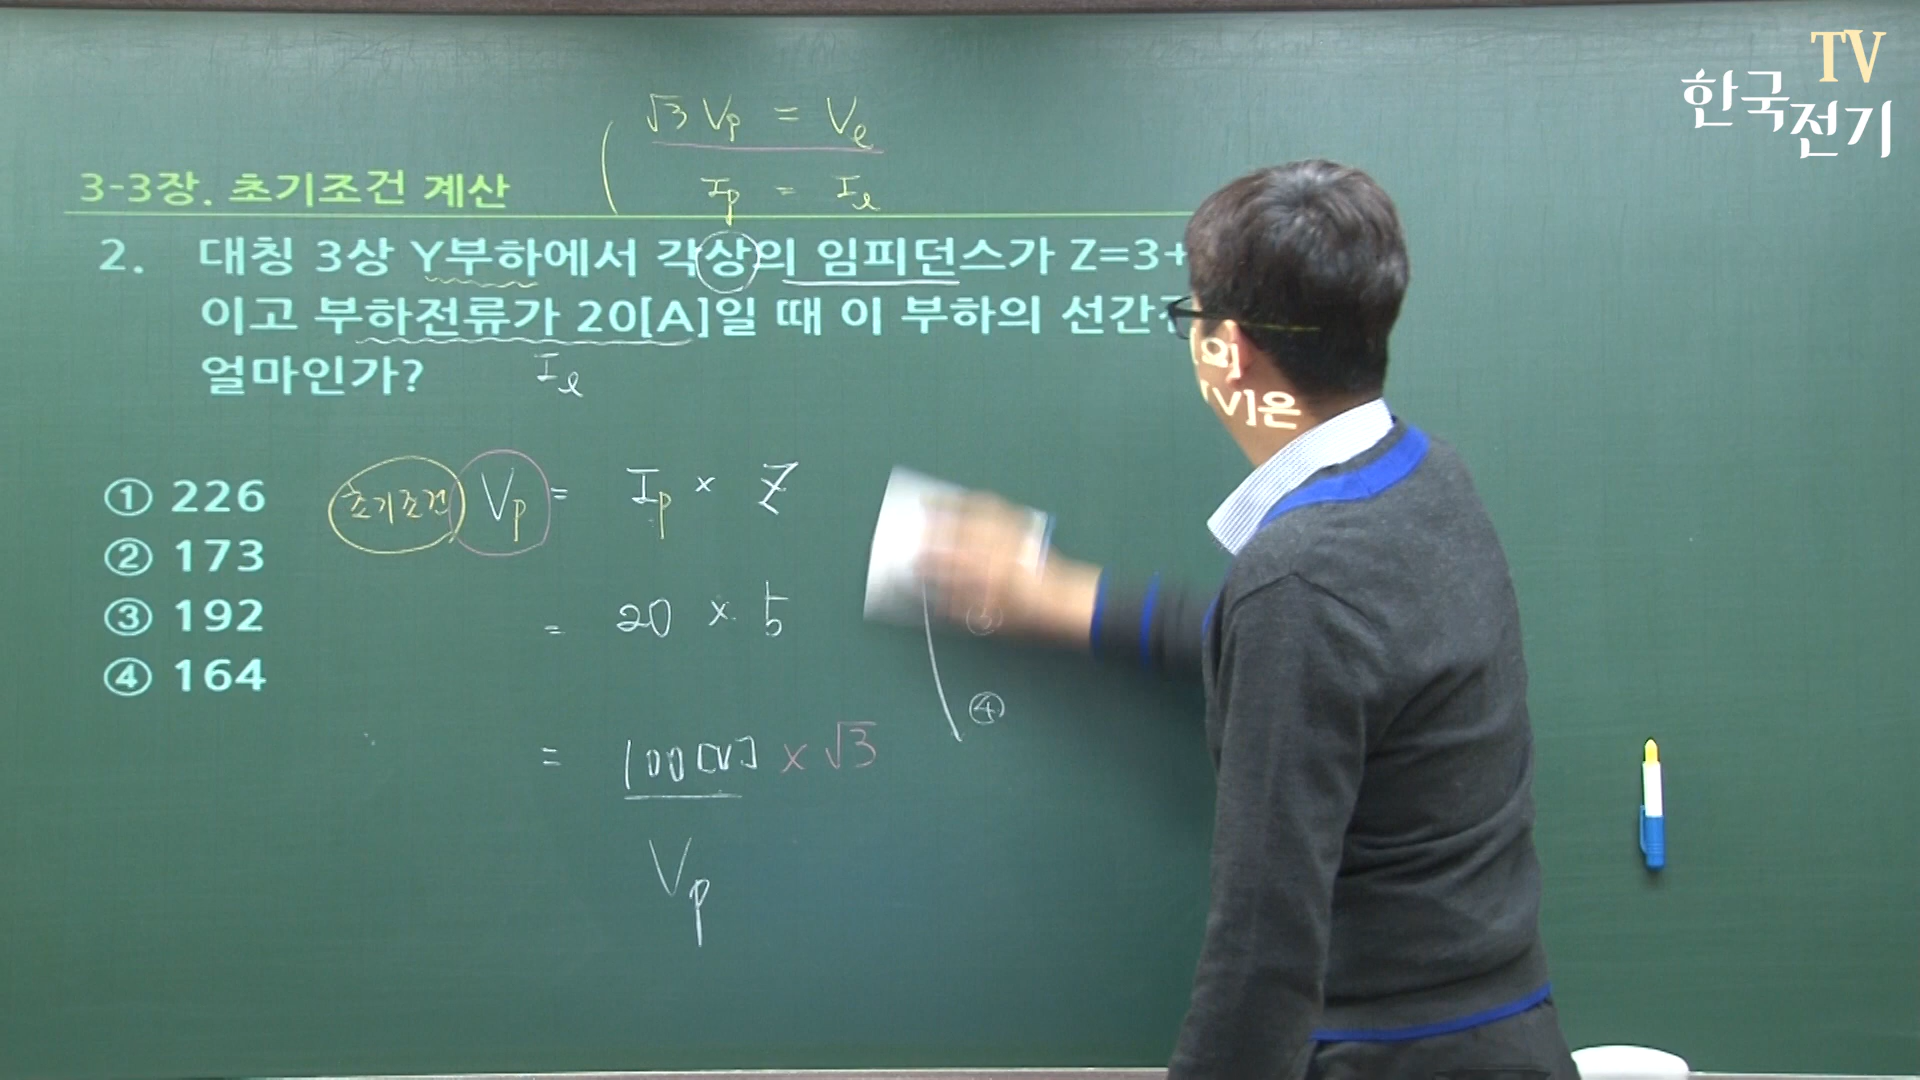 TV
한국전기
√3 Vp = Vℓ
Ip = Iℓ
3-3장. 초기조건 계산
2. 대칭 3상 Y부하에서 각상의 임피던스가 Z=3+
이고 부하전류가 20[A]일 때 이 부하의 선간
의
얼마인가?
Iℓ
[V]은
① 226
② 173
③ 192
④ 164
초기조건 Vp = Ip × Z
= 20 × 5
③
④
= 100[V] × √3
Vp